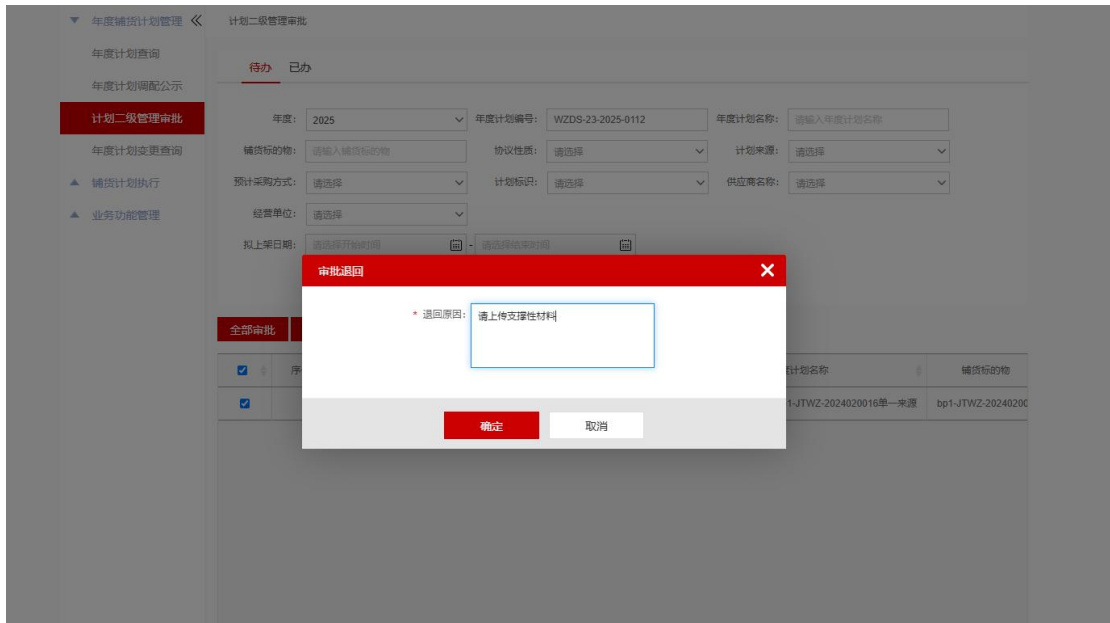 年度铺货计划管理
计划二级管理审批
年度计划查询
年度计划调配公示
计划二级管理审批
年度计划变更查询
铺货计划执行
业务功能管理
待办 已办
年度： 2025 年度计划编号： WZDS-23-2025-0112 年度计划名称： 请输入年度计划名称
铺货标的物： 请输入铺货标的物 协议性质： 请选择 计划来源： 请选择
预计采购方式： 请选择 计划标识： 请选择 供应商名称： 请选择
经营单位： 请选择
拟上架日期： 请选择开始时间 - 请选择结束时间
审批退回
* 退回原因： 请上传支撑性材料
确定 取消
全部审批
序 度计划名称 铺货标的物
1-JTWZ-2024020016单一来源 bp1-JTWZ-20240200